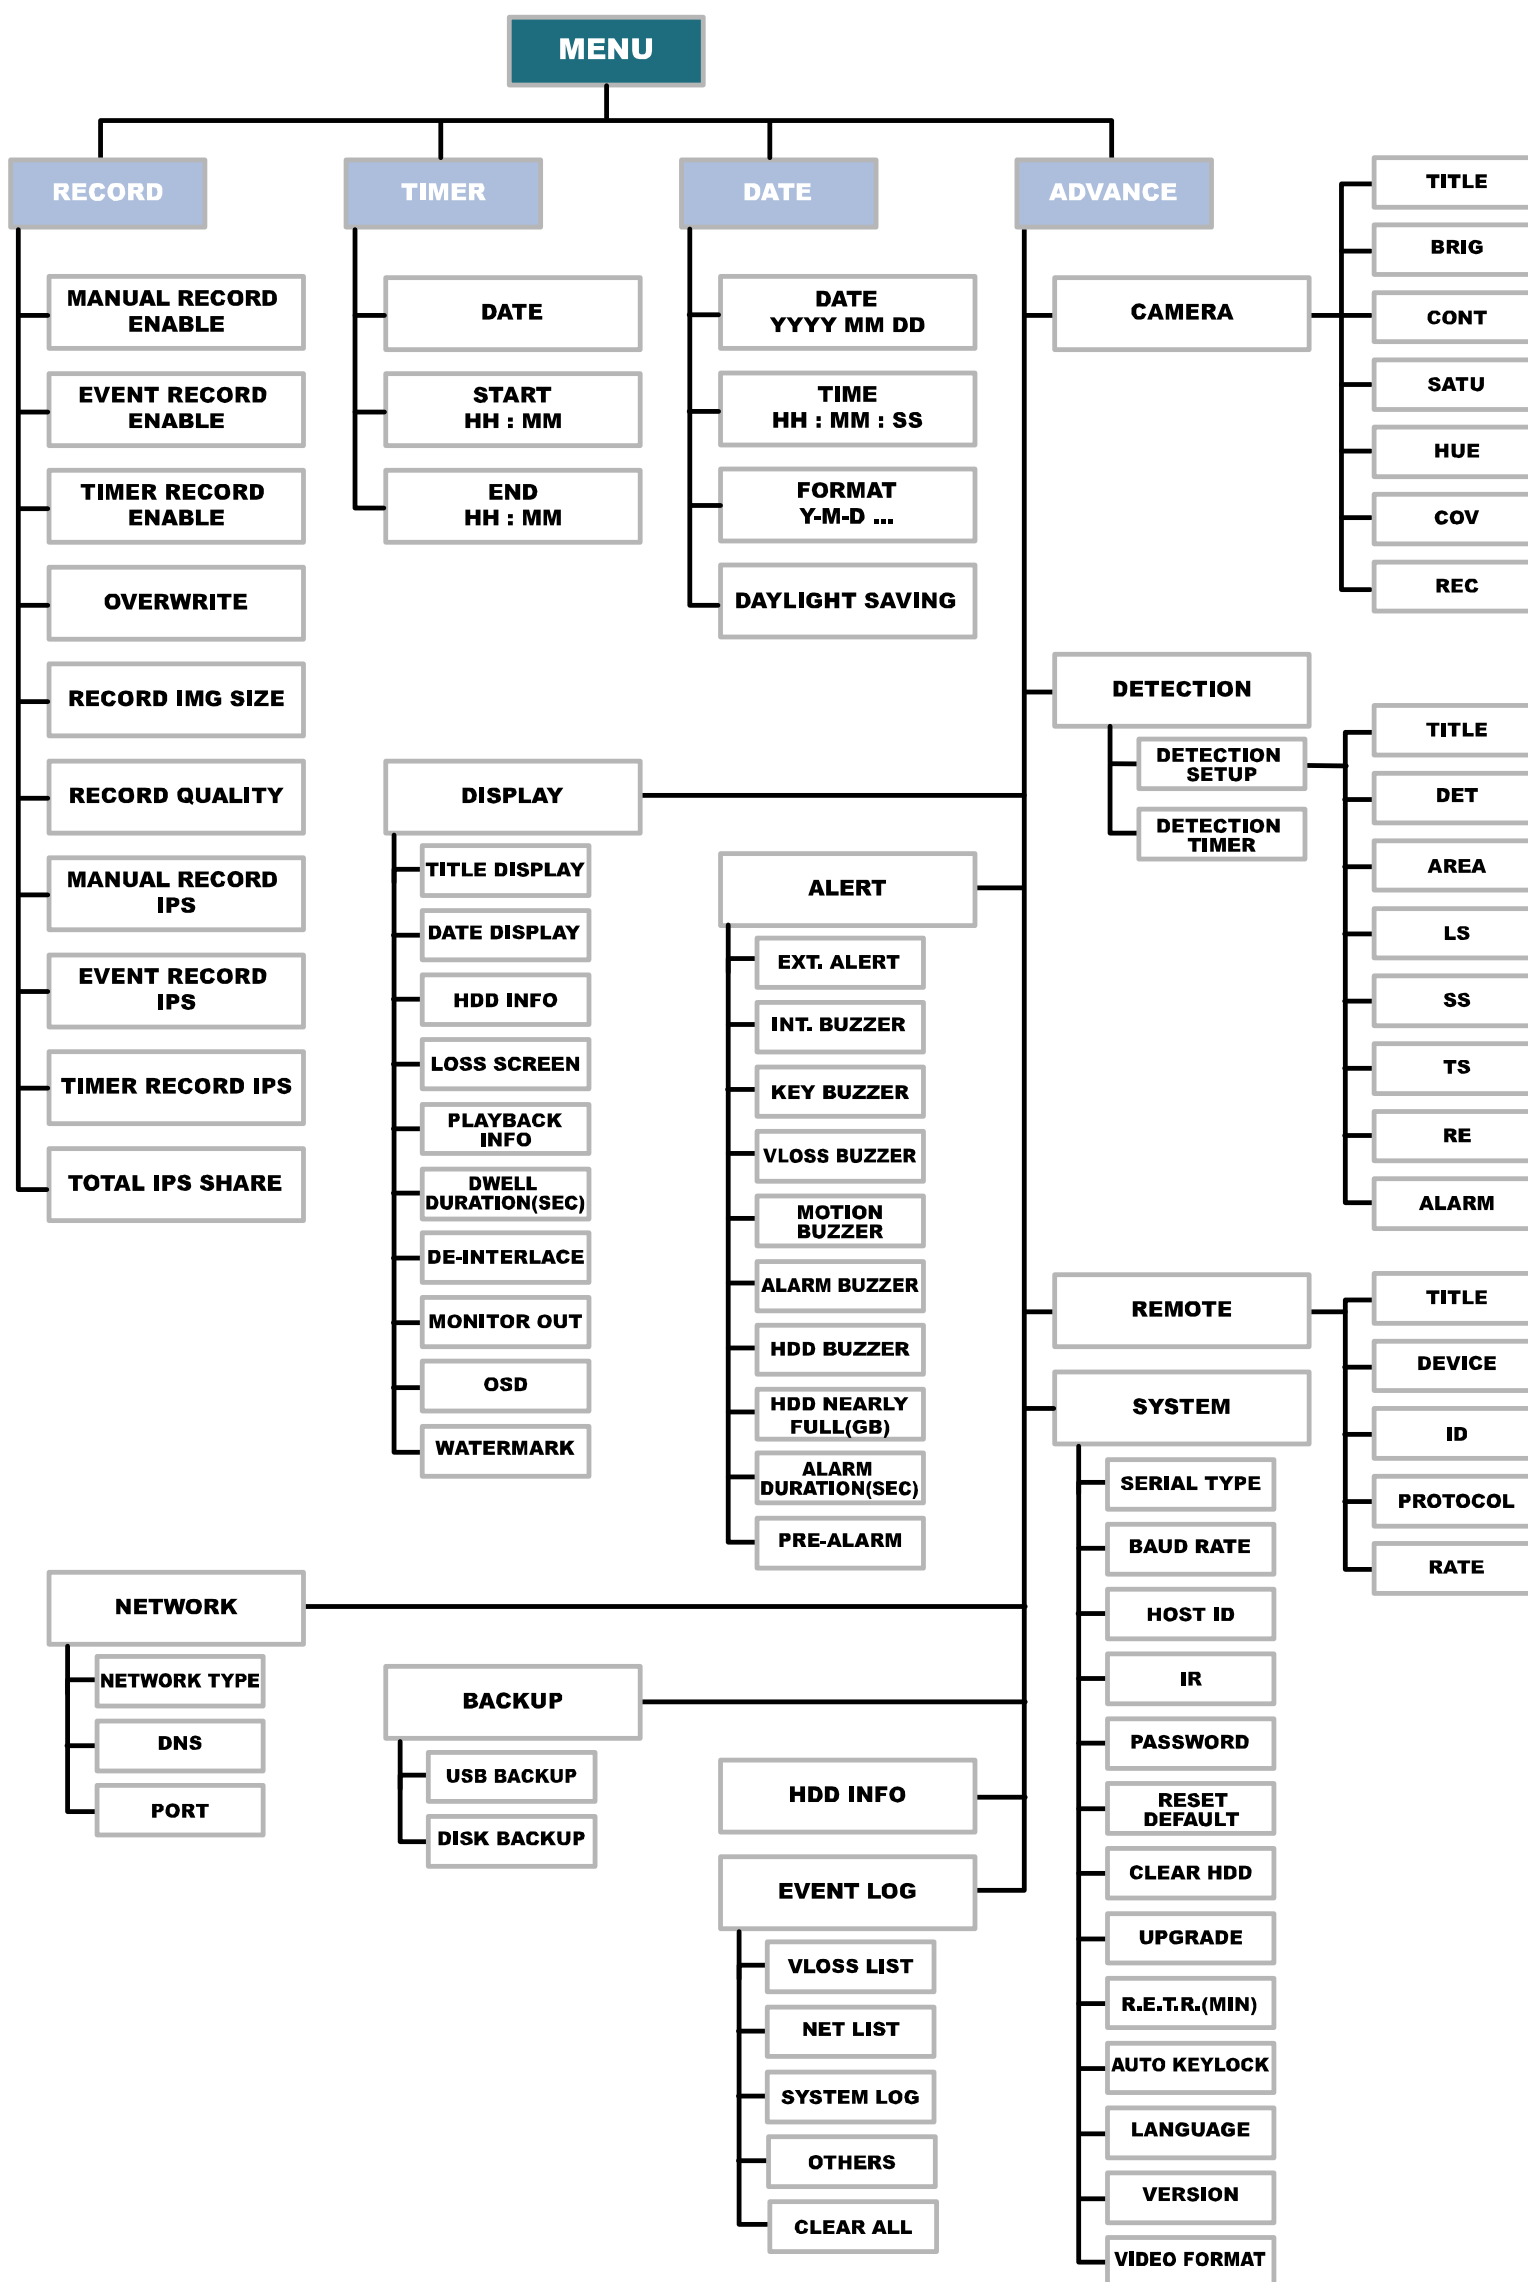 MENU
RECORD
MANUAL RECORD
ENABLE
EVENT RECORD
ENABLE
TIMER RECORD
ENABLE
OVERWRITE
RECORD IMG SIZE
RECORD QUALITY
MANUAL RECORD
IPS
EVENT RECORD
IPS
TIMER RECORD IPS
TOTAL IPS SHARE
TIMER
DATE
START
HH : MM
END
HH : MM
DATE
DATE
YYYY MM DD
TIME
HH : MM : SS
FORMAT
Y-M-D ...
DAYLIGHT SAVING
ADVANCE
CAMERA
TITLE
BRIG
CONT
SATU
HUE
COV
REC
DETECTION
DETECTION
SETUP
DETECTION
TIMER
TITLE
DET
AREA
LS
SS
TS
RE
ALARM
DISPLAY
TITLE DISPLAY
DATE DISPLAY
HDD INFO
LOSS SCREEN
PLAYBACK
INFO
DWELL
DURATION(SEC)
DE-INTERLACE
MONITOR OUT
OSD
WATERMARK
ALERT
EXT. ALERT
INT. BUZZER
KEY BUZZER
VLOSS BUZZER
MOTION
BUZZER
ALARM BUZZER
HDD BUZZER
HDD NEARLY
FULL(GB)
ALARM
DURATION(SEC)
PRE-ALARM
REMOTE
TITLE
DEVICE
ID
PROTOCOL
RATE
SYSTEM
SERIAL TYPE
BAUD RATE
HOST ID
IR
PASSWORD
RESET
DEFAULT
CLEAR HDD
UPGRADE
R.E.T.R.(MIN)
AUTO KEYLOCK
LANGUAGE
VERSION
VIDEO FORMAT
NETWORK
NETWORK TYPE
DNS
PORT
BACKUP
USB BACKUP
DISK BACKUP
HDD INFO
EVENT LOG
VLOSS LIST
NET LIST
SYSTEM LOG
OTHERS
CLEAR ALL